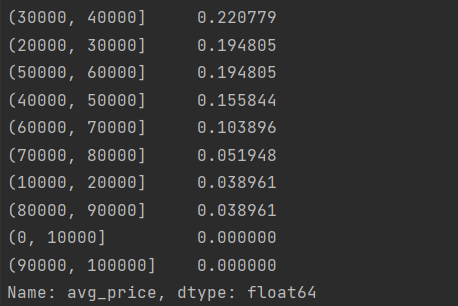 (30000, 40000]     0.220779
(20000, 30000]     0.194805
(50000, 60000]     0.194805
(40000, 50000]     0.155844
(60000, 70000]     0.103896
(70000, 80000]     0.051948
(10000, 20000]     0.038961
(80000, 90000]     0.038961
(0, 10000]         0.000000
(90000, 100000]    0.000000
Name: avg_price, dtype: float64